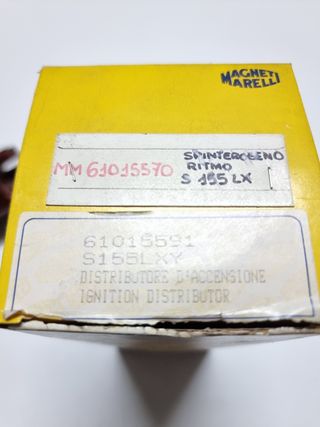 MAGNETI
MARELLI
MM 61015570
SPINTEROGENO
RITMO
S 155 LX
61015591
S155LXY
DISTRIBUTORE D'ACCENSIONE
IGNITION DISTRIBUTOR